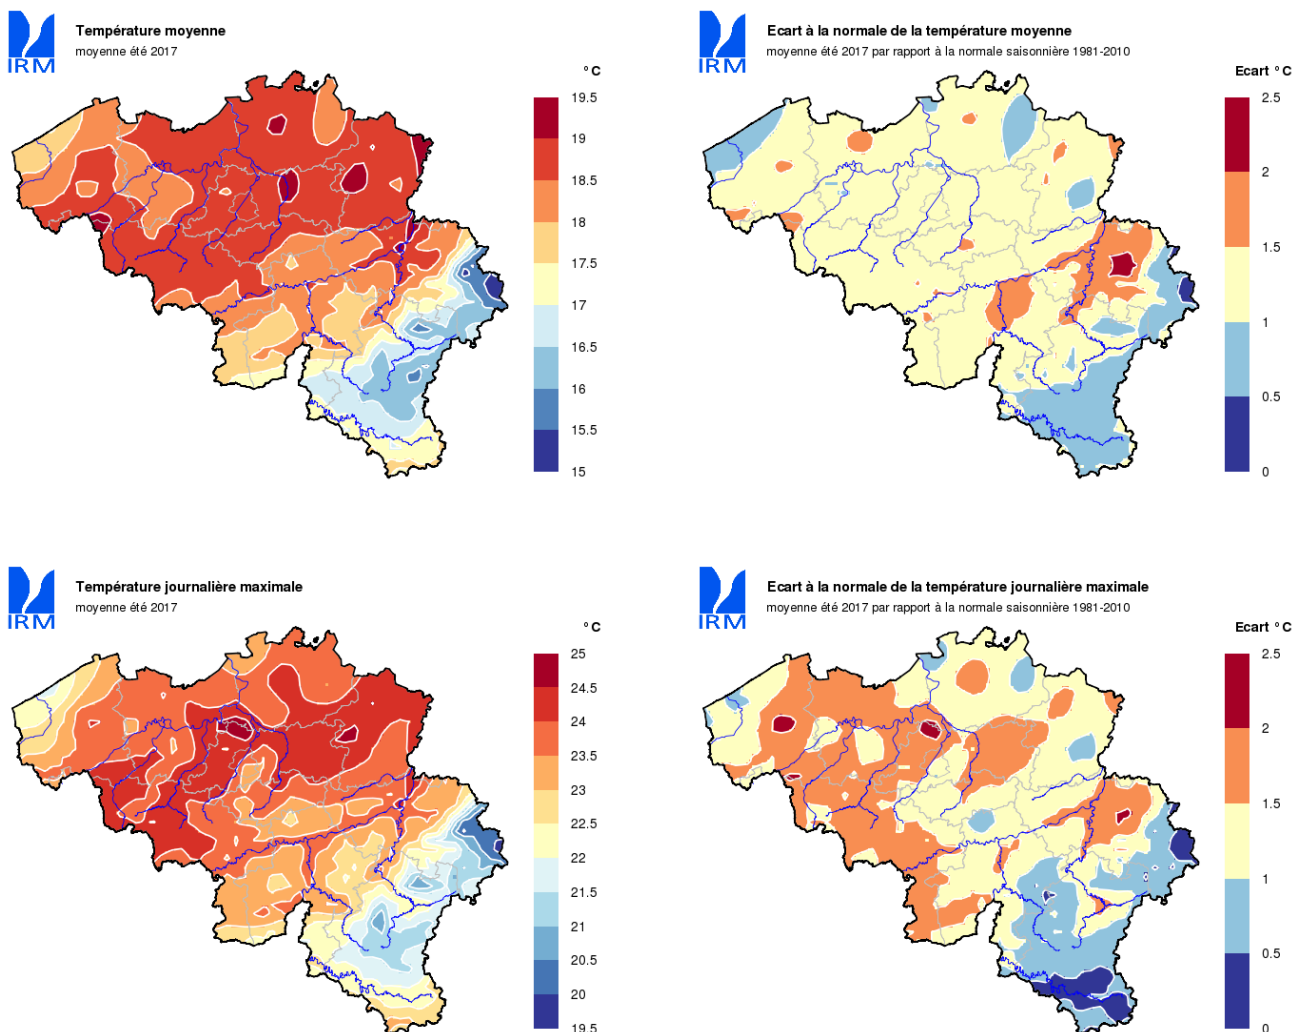 IRM
Température moyenne
moyenne été 2017
°C
19.5
19
18.5
18
17.5
17
16.5
16
15.5
15
IRM
Ecart à la normale de la température moyenne
moyenne été 2017 par rapport à la normale saisonnière 1981-2010
Ecart °C
2.5
2
1.5
1
0.5
0
IRM
Température journalière maximale
moyenne été 2017
°C
25
24.5
24
23.5
23
22.5
22
21.5
21
20.5
20
19.5
IRM
Ecart à la normale de la température journalière maximale
moyenne été 2017 par rapport à la normale saisonnière 1981-2010
Ecart °C
2.5
2
1.5
1
0.5
0